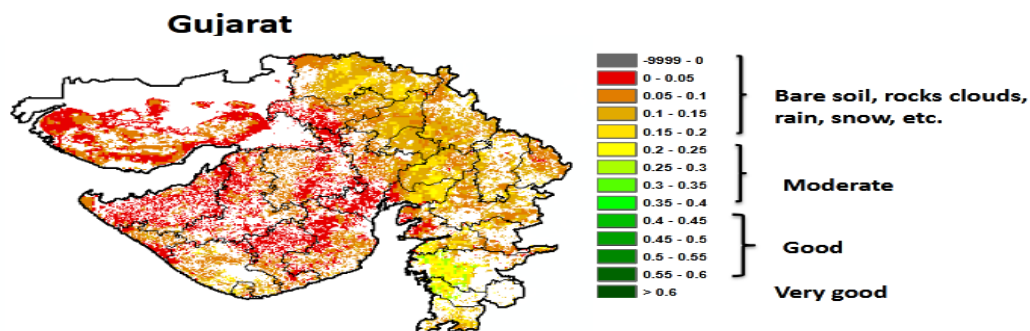 Gujarat
-9999 - 0
0 - 0.05
0.05 - 0.1
0.1 - 0.15
0.15 - 0.2
0.2 - 0.25
0.25 - 0.3
0.3 - 0.35
0.35 - 0.4
0.4 - 0.45
0.45 - 0.5
0.5 - 0.55
0.55 - 0.6
> 0.6
Bare soil, rocks clouds,
rain, snow, etc.
Moderate
Good
Very good